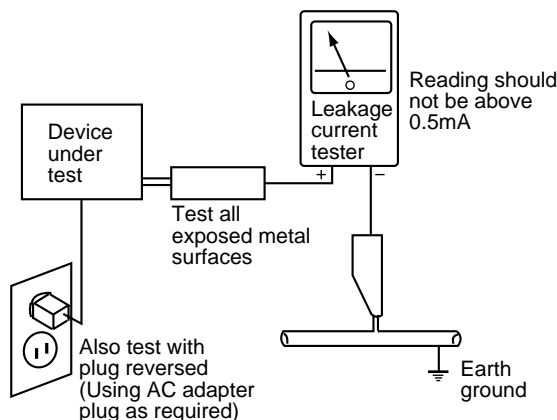 Device
under
test
Leakage
current
tester
+ −
Reading should
not be above
0.5mA
Test all
exposed metal
surfaces
Also test with
plug reversed
(Using AC adapter
plug as required)
Earth
ground